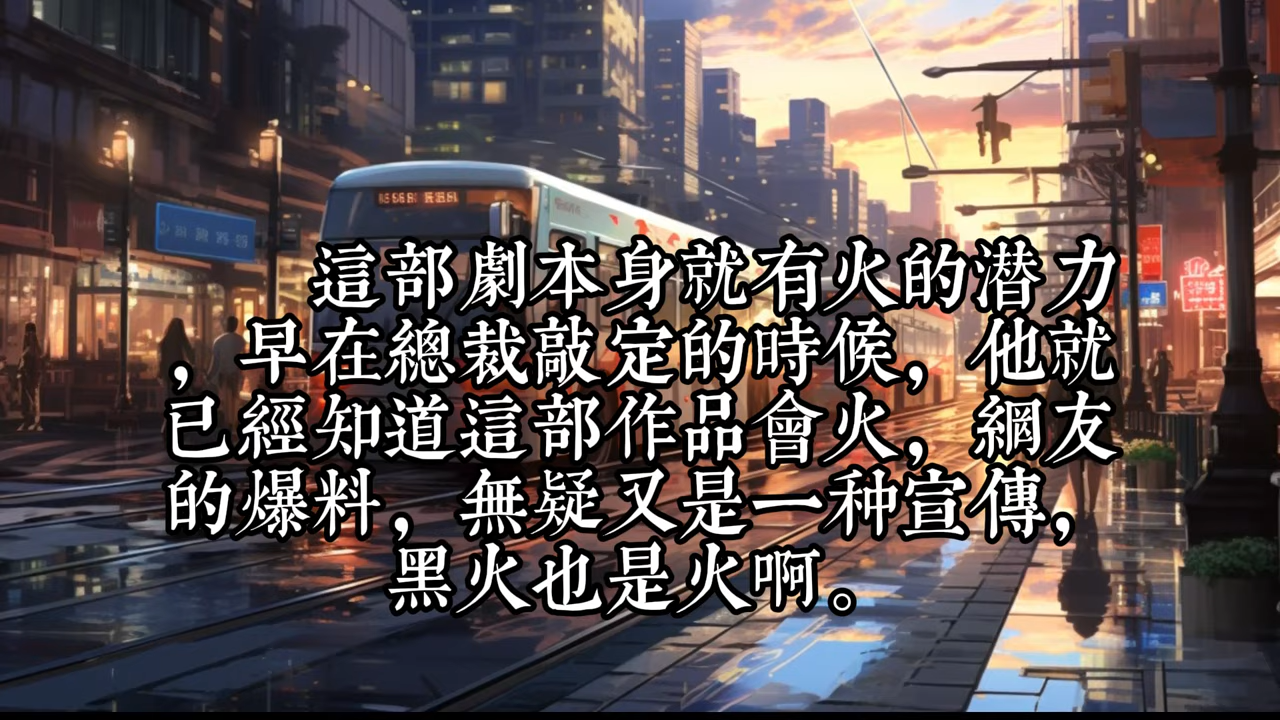 這部劇本身就有火的潜力
，早在總裁敲定的時候，他就
已經知道這部作品會火，網友
的爆料，無疑又是一种宣傳，
黑火也是火啊。